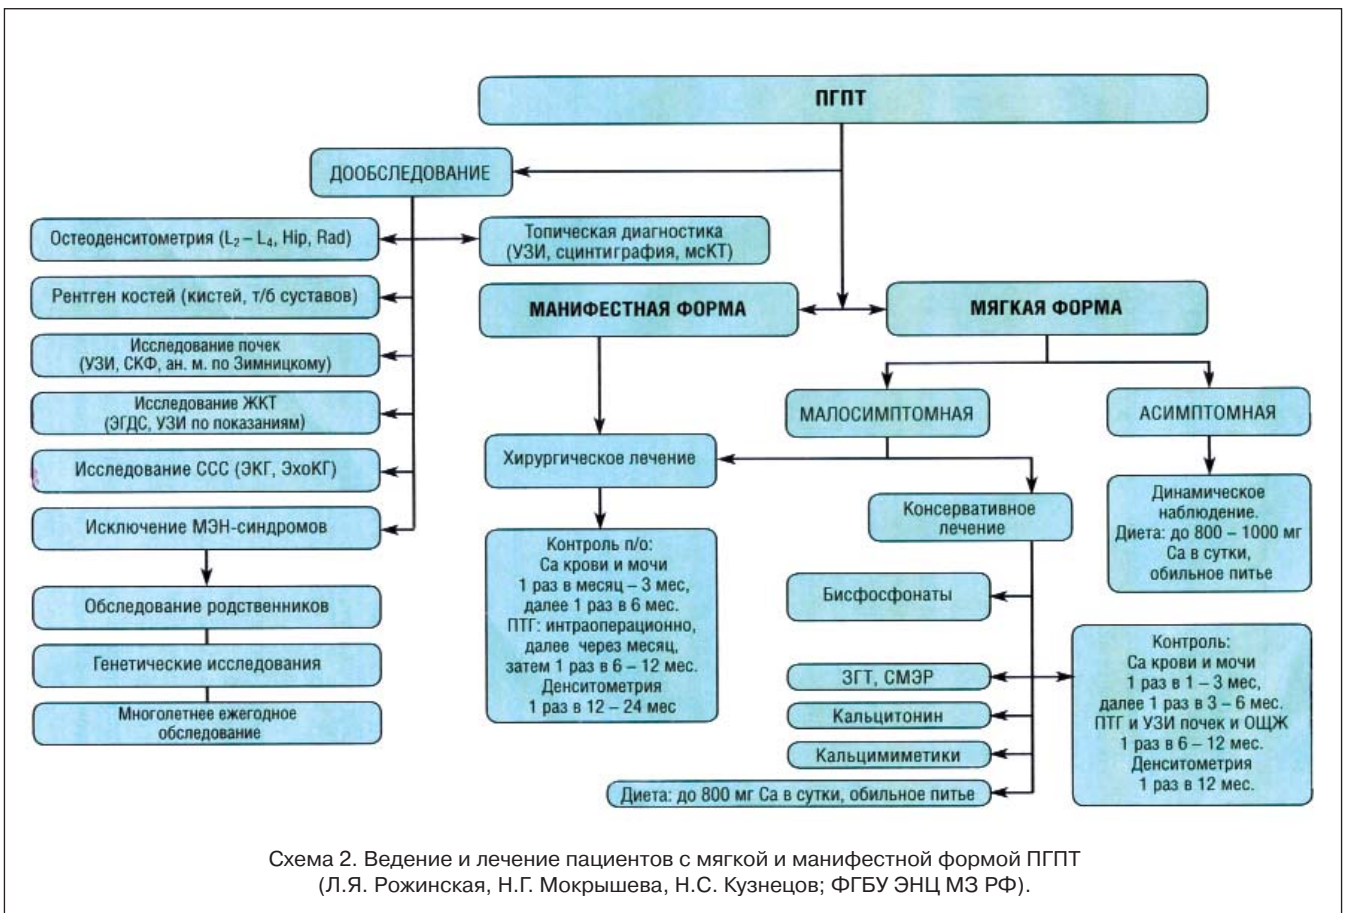 ПГПТ
ДООБСЛЕДОВАНИЕ
Остеоденситометрия (L₂ – L₄, Hip, Rad)
Топическая диагностика
(УЗИ, сцинтиграфия, мсКТ)
Рентген костей (кистей, т/б суставов)
Исследование почек
(УЗИ, СКФ, ан. м. по Зимницкому)
Исследование ЖКТ
(ЭГДС, УЗИ по показаниям)
Исследование ССС (ЭКГ, ЭхоКГ)
Исключение МЭН-синдромов
Обследование родственников
Генетические исследования
Многолетнее ежегодное
обследование
МАНИФЕСТНАЯ ФОРМА
МЯГКАЯ ФОРМА
МАЛОСИМПТОМНАЯ
АСИМПТОМНАЯ
Хирургическое лечение
Контроль п/о:
Ca крови и мочи
1 раз в месяц – 3 мес,
далее 1 раз в 6 мес.
ПТГ: интраоперационно,
далее через месяц,
затем 1 раз в 6 – 12 мес.
Денситометрия
1 раз в 12 – 24 мес
Консервативное
лечение
Бисфосфонаты
ЗГТ, СМЭР
Кальцитонин
Кальцимиметики
Диета: до 800 мг Ca в сутки, обильное питье
Динамическое
наблюдение.
Диета: до 800 – 1000 мг
Ca в сутки,
обильное питье
Контроль:
Ca крови и мочи
1 раз в 1 – 3 мес,
далее 1 раз в 3 – 6 мес.
ПТГ и УЗИ почек и ОЩЖ
1 раз в 6 – 12 мес.
Денситометрия
1 раз в 12 мес.
Схема 2. Ведение и лечение пациентов с мягкой и манифестной формой ПГПТ
(Л.Я. Рожинская, Н.Г. Мокрышева, Н.С. Кузнецов; ФГБУ ЭНЦ МЗ РФ).